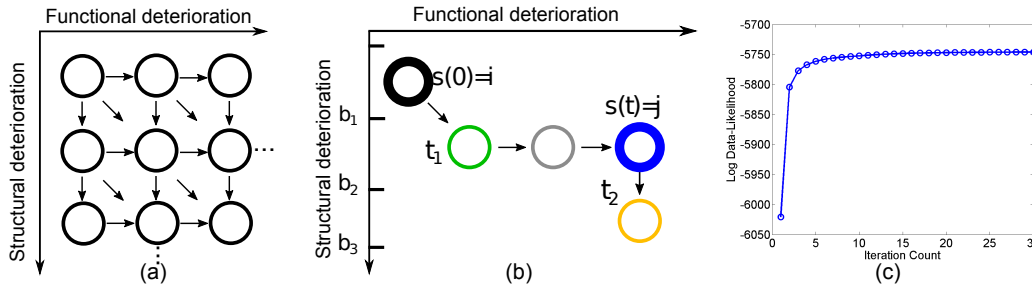 Functional deterioration
Structural deterioration
(a)
Functional deterioration
Structural deterioration
s(0)=i
b1
t1
s(t)=j
b2
t2
b3
(b)
-5700
-5750
-5800
-5850
-5900
-5950
-6000
-6050
0 5 10 15 20 25 30
Log Data-Likelihood
Iteration Count
(c)